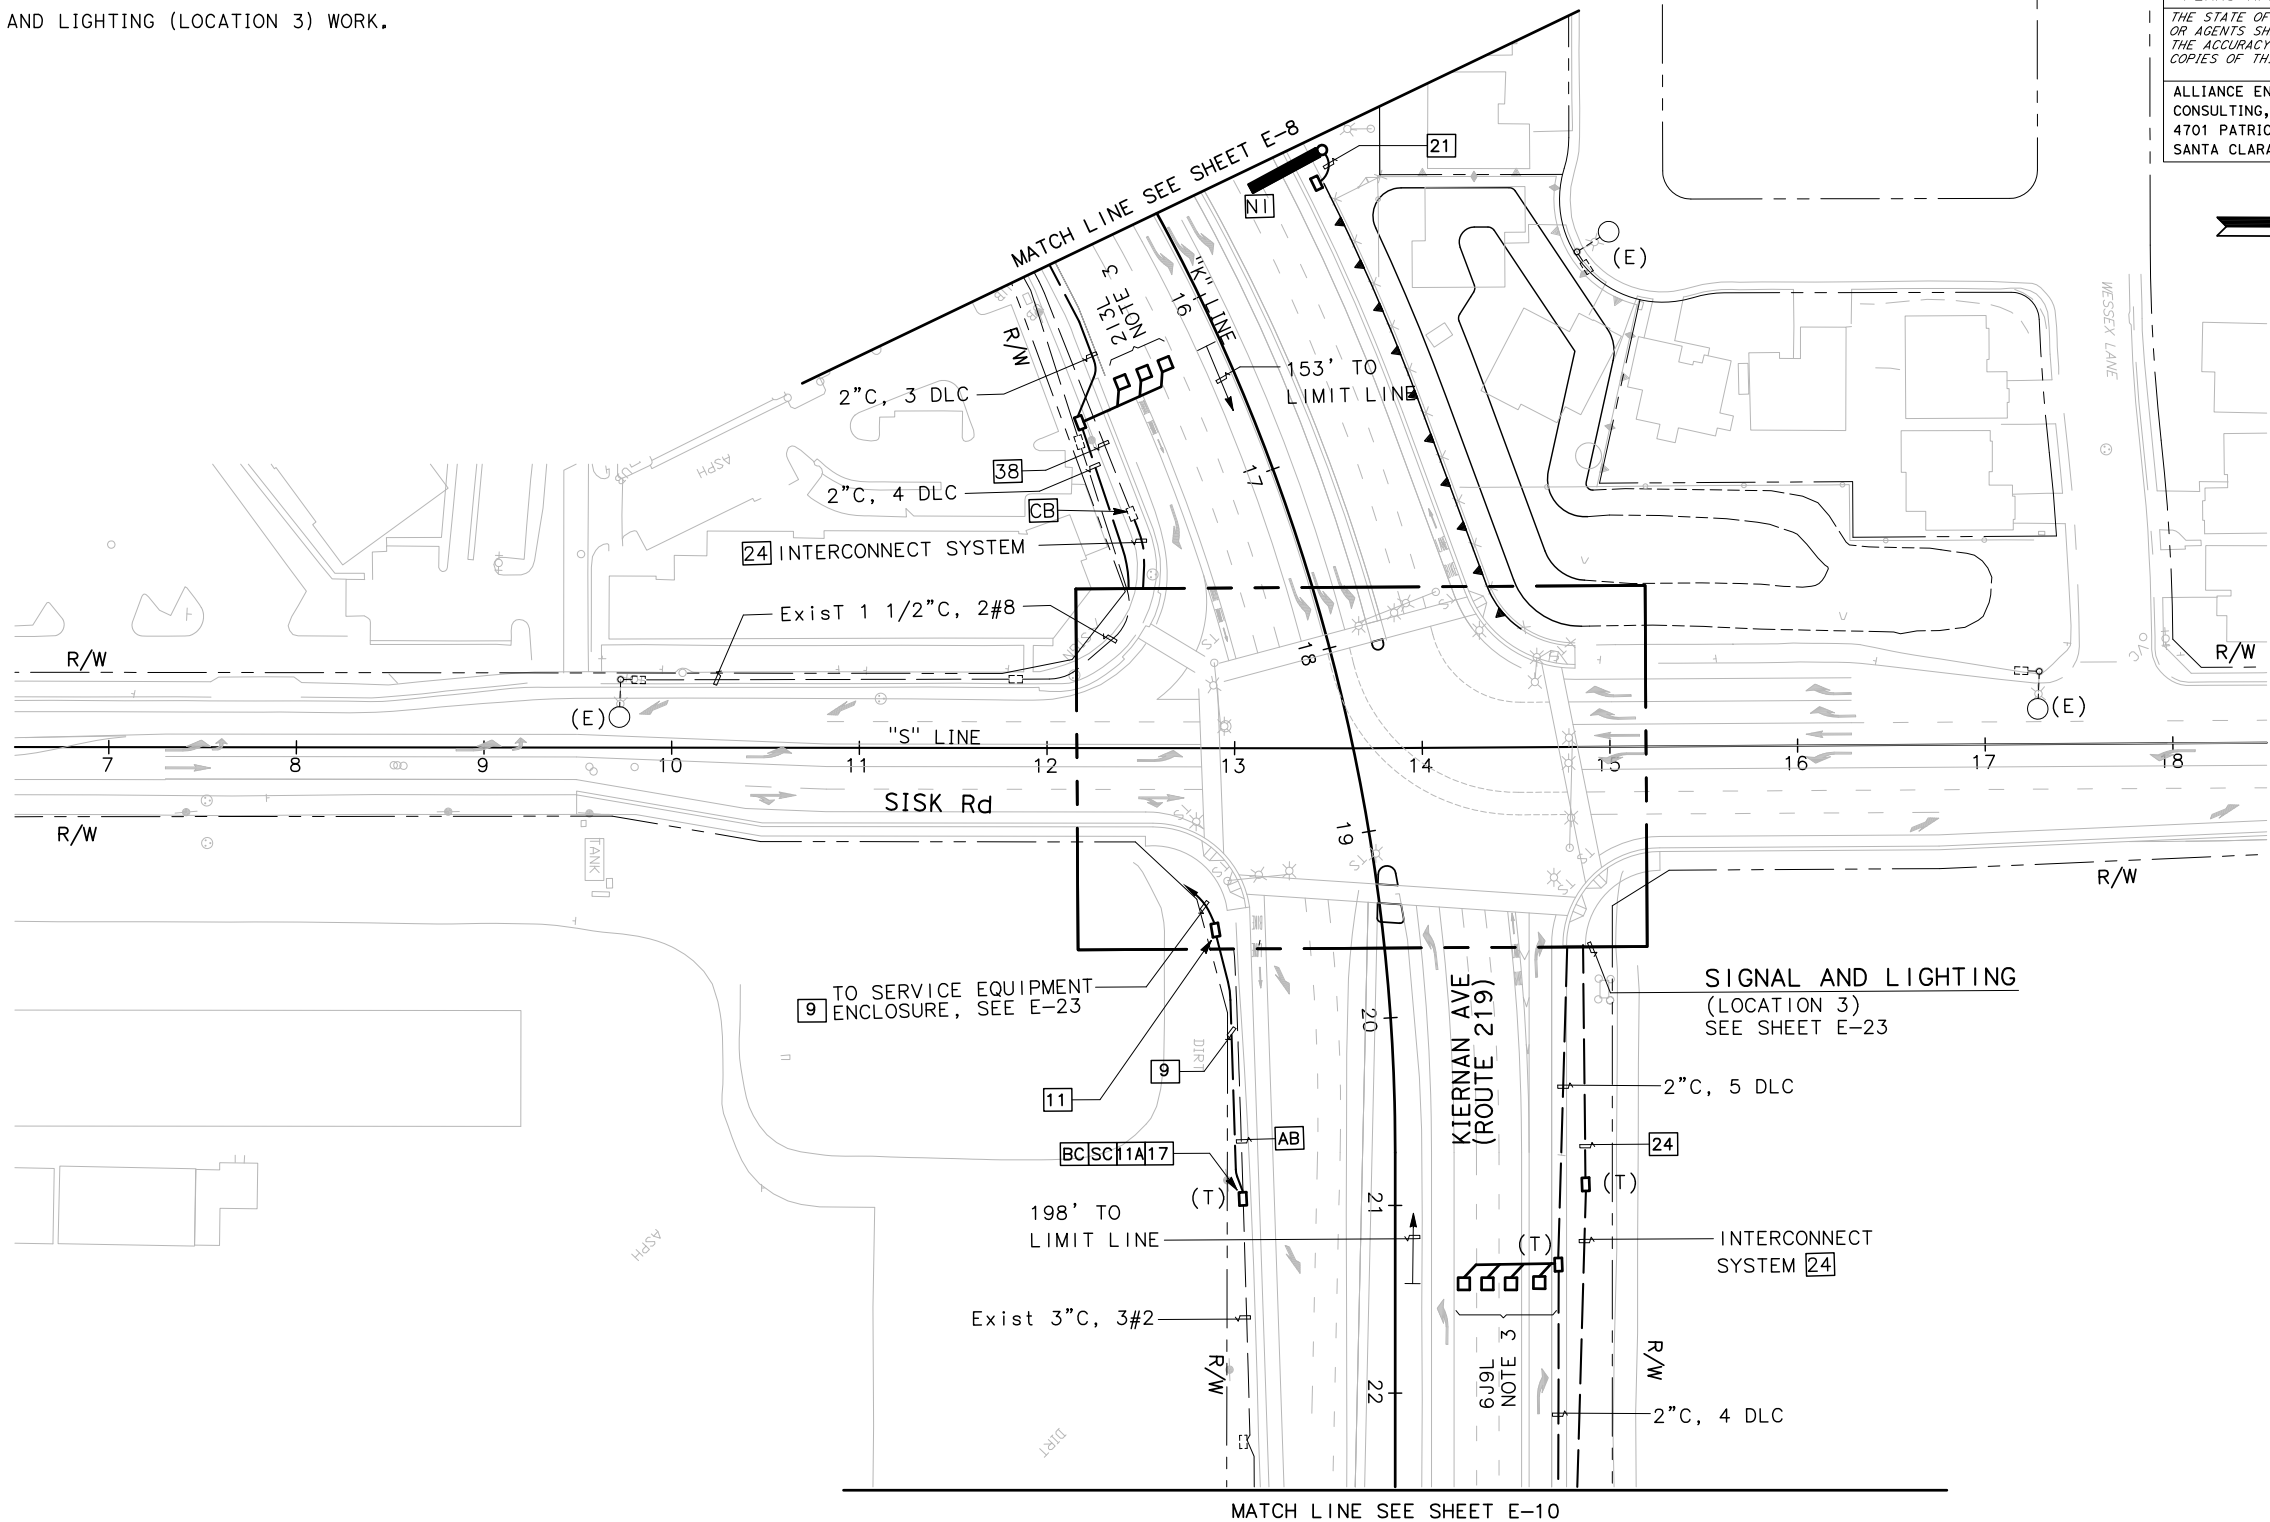 AND LIGHTING (LOCATION 3) WORK.
THE STATE OF
OR AGENTS SH
THE ACCURACY
COPIES OF TH
ALLIANCE EN
CONSULTING,
4701 PATRIC
SANTA CLARA
MATCH LINE SEE SHEET E-8
21
NI
(E)
WESSEX LANE
R/W
2I3L
NOTE 3
"K" LINE
16
153' TO
LIMIT LINE
2"C, 3 DLC
ASPH
38
17
2"C, 4 DLC
CB
24 INTERCONNECT SYSTEM
ExisT 1 1/2"C, 2#8
18
R/W
R/W
(E)
(E)
"S" LINE
7
8
9
10
11
12
13
14
15
16
17
18
SISK Rd
R/W
TANK
19
R/W
TO SERVICE EQUIPMENT
9 ENCLOSURE, SEE E-23
SIGNAL AND LIGHTING
(LOCATION 3)
SEE SHEET E-23
20
KIERNAN AVE
(ROUTE 219)
DIRT
9
11
2"C, 5 DLC
AB
24
BC SC 11A 17
(T)
(T)
198' TO
LIMIT LINE
21
(T)
INTERCONNECT
SYSTEM 24
ASPH
Exist 3"C, 3#2
R/W
6J9L
NOTE 3
R/W
22
2"C, 4 DLC
DIRT
MATCH LINE SEE SHEET E-10